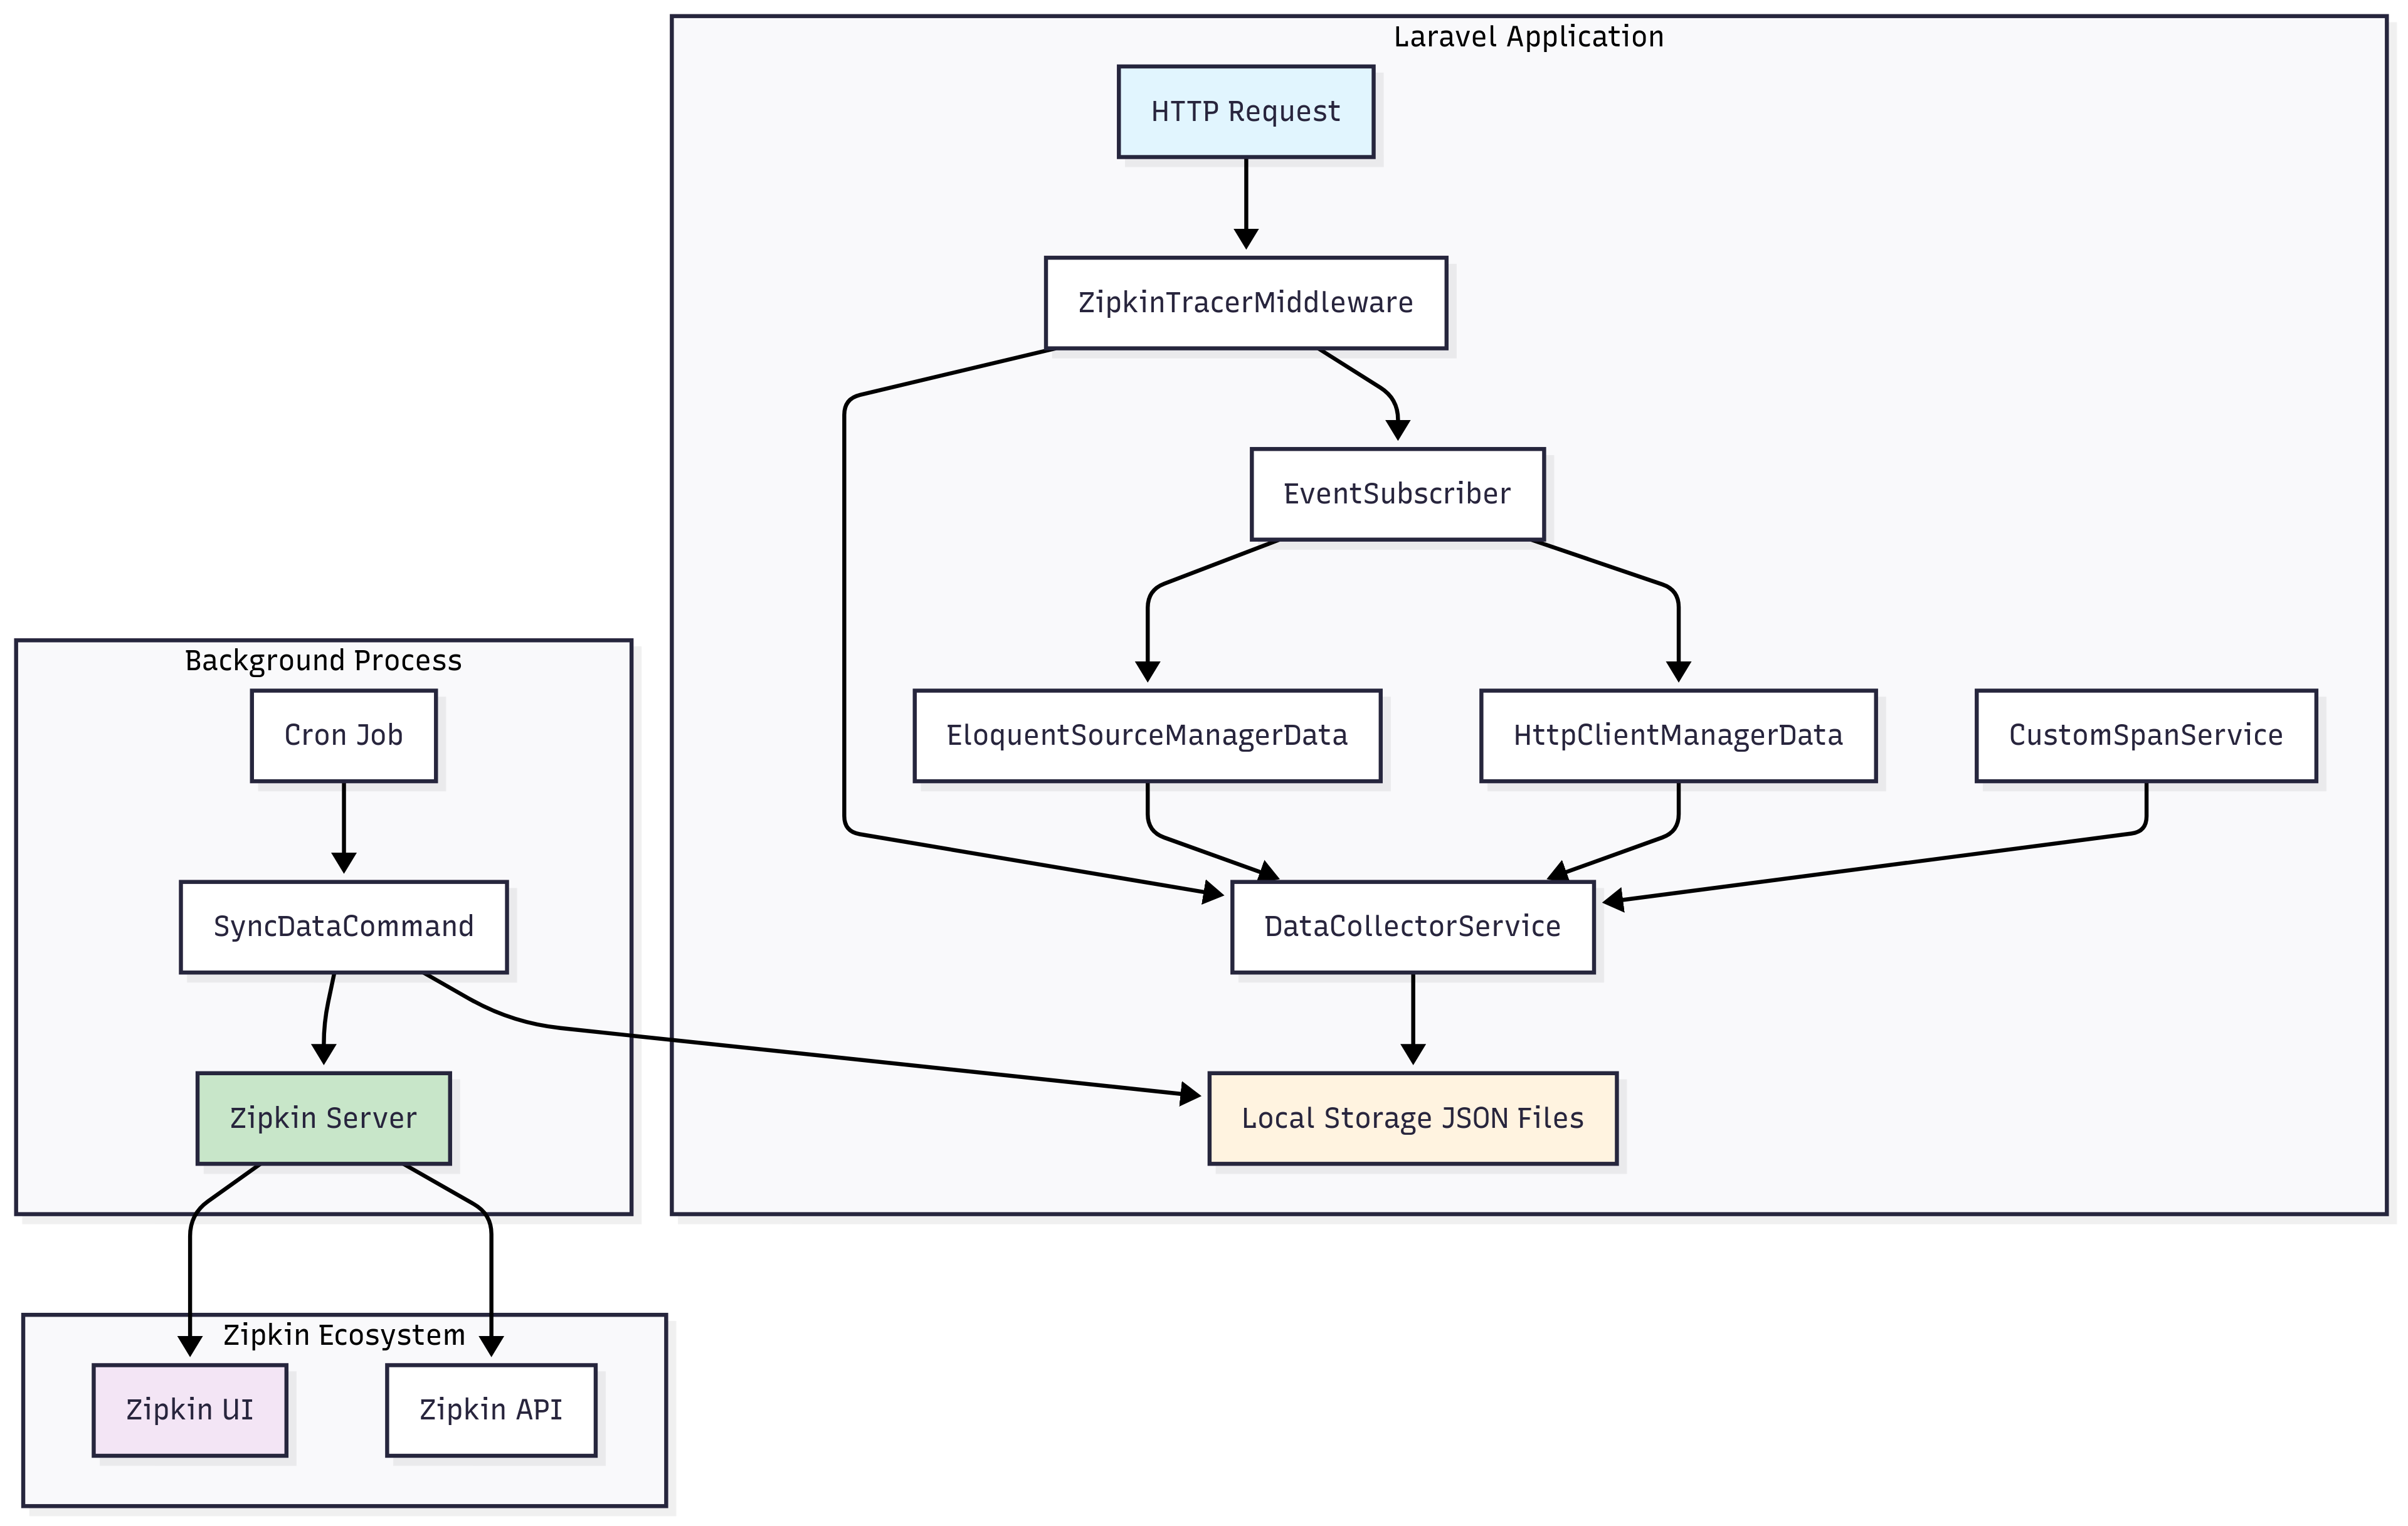 Laravel Application
HTTP Request
ZipkinTracerMiddleware
EventSubscriber
EloquentSourceManagerData
HttpClientManagerData
CustomSpanService
DataCollectorService
Local Storage JSON Files
Background Process
Cron Job
SyncDataCommand
Zipkin Server
Zipkin Ecosystem
Zipkin UI
Zipkin API